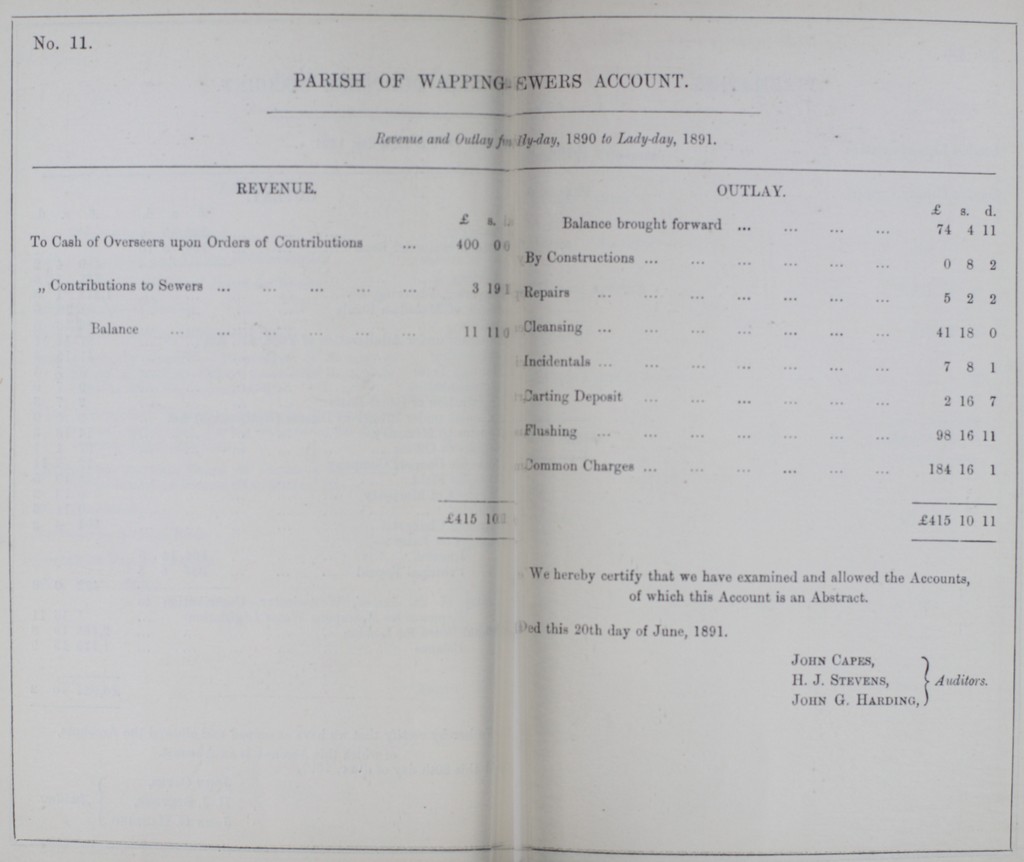 No. 11.
PARISH OF WAPPING EWERS ACCOUNT.
Revenue and Outlay ly-day, 1890 to Lady-day, 1891.
REVENUE.
£ s.
To Cash of Overseers upon Orders of Contributions ... 400 0
„ Contributions to Sewers ... ... ... ... ... 3 19
Balance ... ... ... ... ... ... 11 11
£415 10
OUTLAY.
£ s. d.
Balance brought forward ... ... ... ... 74 4 11
By Constructions ... ... ... ... ... ... 0 8 2
Repairs ... ... ... ... ... ... ... 5 2 2
Cleansing ... ... ... ... ... ... ... 41 18 0
Incidentals ... ... ... ... ... ... ... 7 8 1
Carting Deposit ... ... ... ... ... ... 2 16 7
Flushing ... ... ... ... ... ... ... 98 16 11
Common Charges ... ... ... ... ... ... 184 16 1
£415 10 11
We hereby certify that we have examined and allowed the Accounts,
of which this Account is an Abstract.
ed this 20th day of June, 1891.
JOHN CAPES,
H. J. STEVENS,
JOHN G. HARDING,
} Auditors.